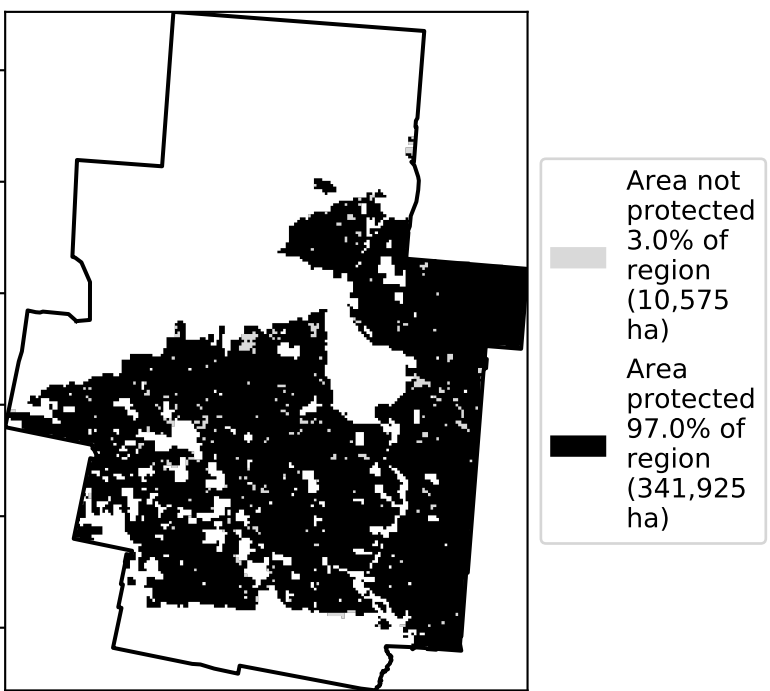 Area not
protected
3.0% of
region
(10,575
ha)
Area
protected
97.0% of
region
(341,925
ha)